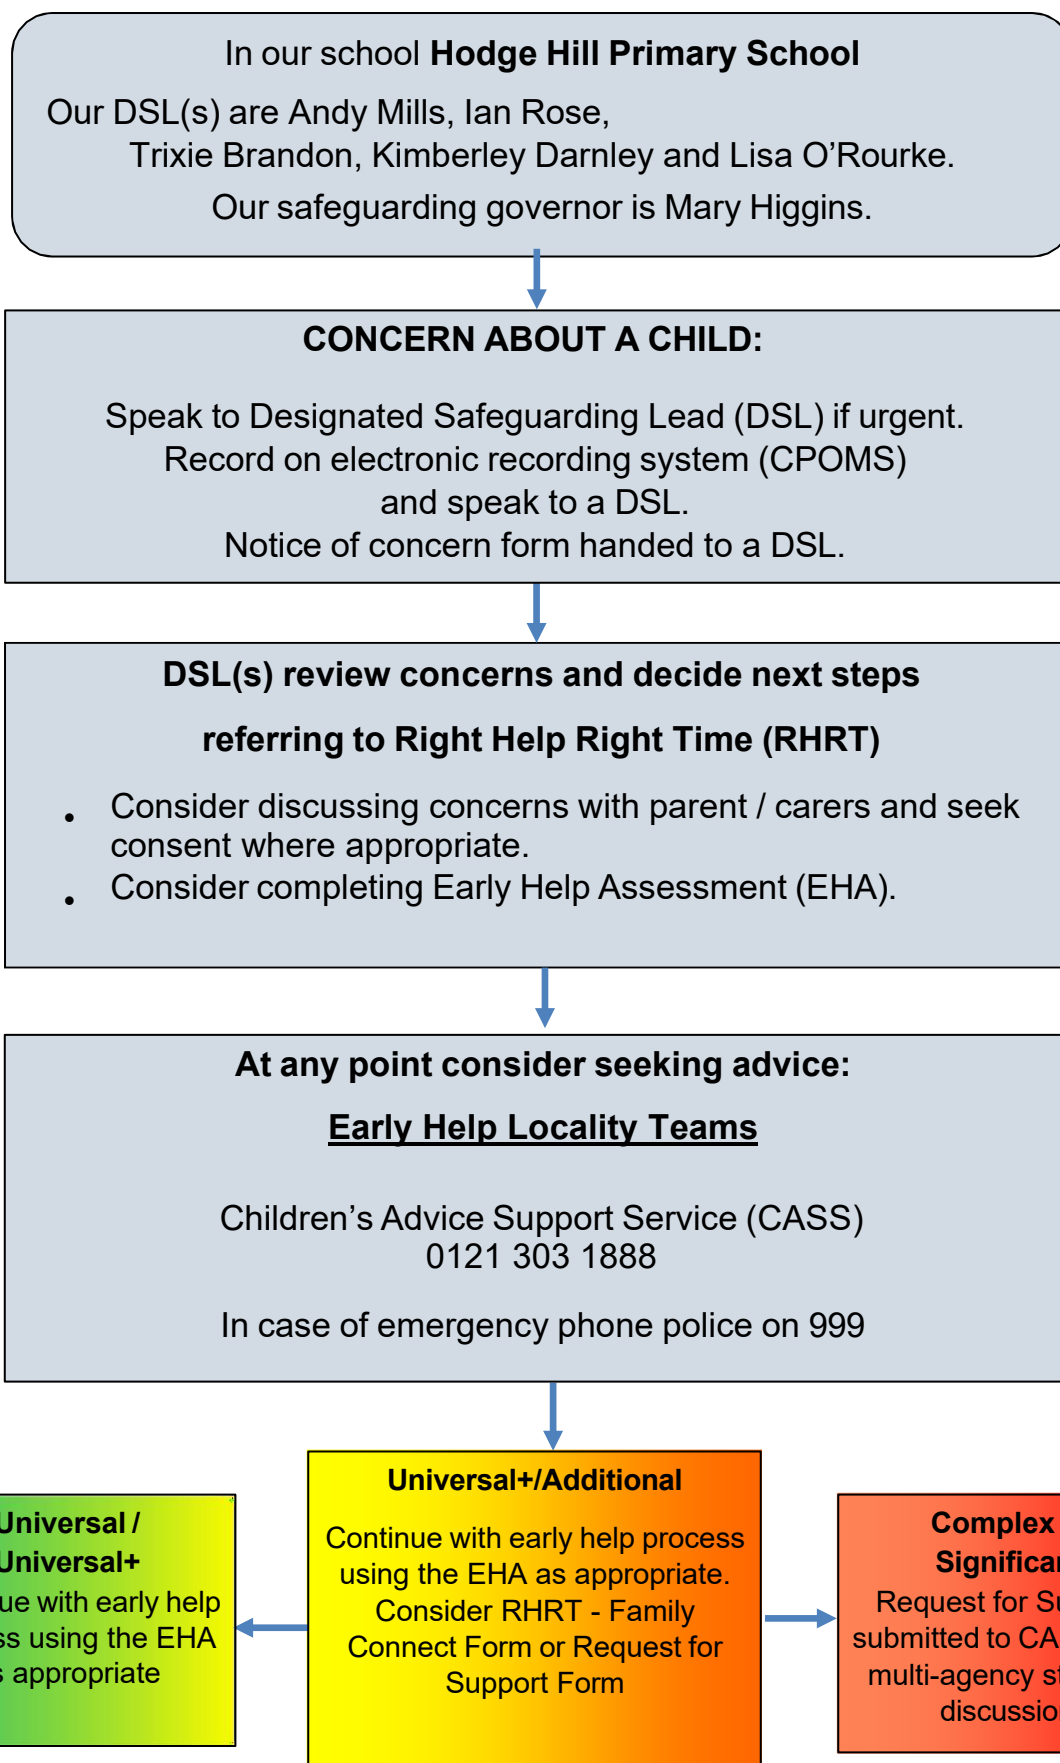 In our school Hodge Hill Primary School
Our DSL(s) are Andy Mills, Ian Rose,
Trixie Brandon, Kimberley Darnley and Lisa O’Rourke.
Our safeguarding governor is Mary Higgins.
CONCERN ABOUT A CHILD:
Speak to Designated Safeguarding Lead (DSL) if urgent.
Record on electronic recording system (CPOMS)
and speak to a DSL.
Notice of concern form handed to a DSL.
DSL(s) review concerns and decide next steps
referring to Right Help Right Time (RHRT)
• Consider discussing concerns with parent / carers and seek
consent where appropriate.
• Consider completing Early Help Assessment (EHA).
At any point consider seeking advice:
Early Help Locality Teams
Children’s Advice Support Service (CASS)
0121 303 1888
In case of emergency phone police on 999
Universal /
Universal+
with early help
using the EHA
appropriate
Universal+/Additional
Continue with early help process
using the EHA as appropriate.
Consider RHRT - Family
Connect Form or Request for
Support Form
Complex
Request for
submitted to
multi-agency